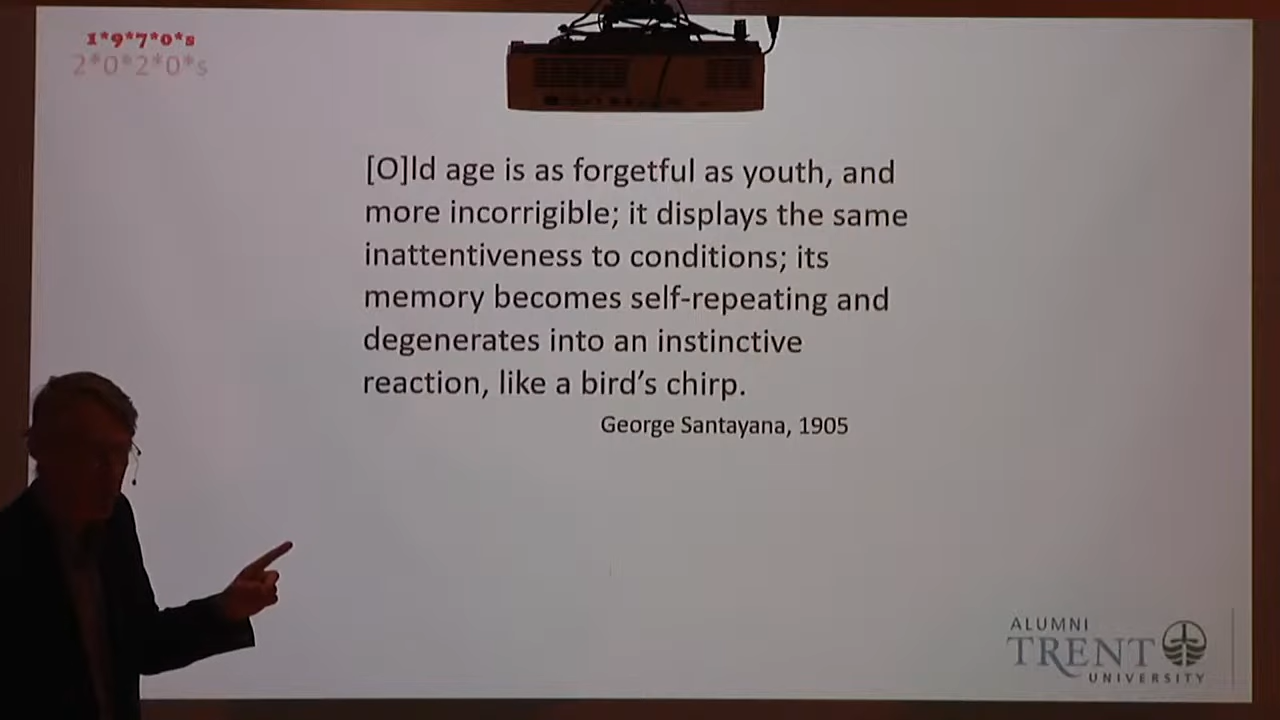 1*9*7*0*s
2*0*2*0*s
[O]ld age is as forgetful as youth, and
more incorrigible; it displays the same
inattentiveness to conditions; its
memory becomes self-repeating and
degenerates into an instinctive
reaction, like a bird's chirp.
George Santayana, 1905
ALUMNI
TRENT
UNIVERSITY